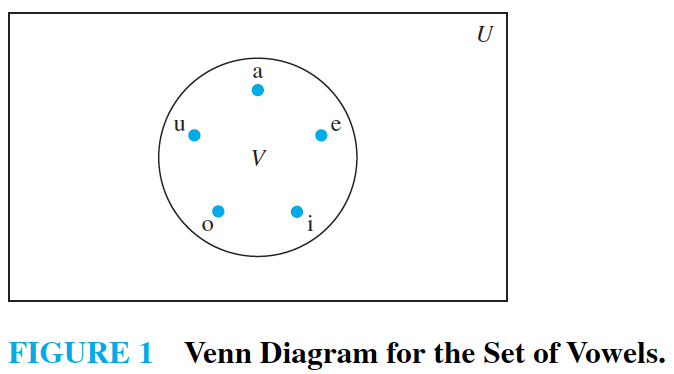 U
a
u
e
V
o
i
FIGURE 1 Venn Diagram for the Set of Vowels.